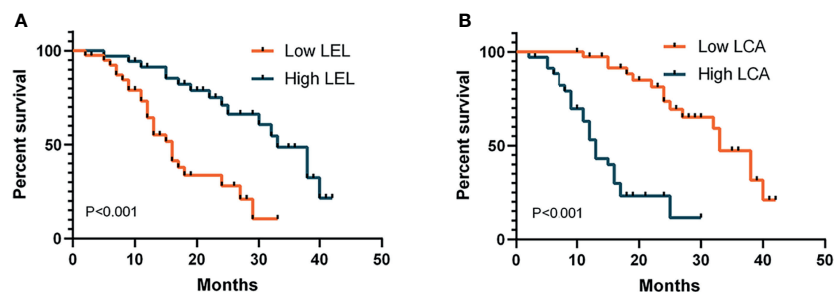 A
Percent survival
100
50
0
Low LEL
High LEL
P<0.001
0 10 20 30 40 50
Months
B
Percent survival
100
50
0
Low LCA
High LCA
P<0.001
0 10 20 30 40 50
Months